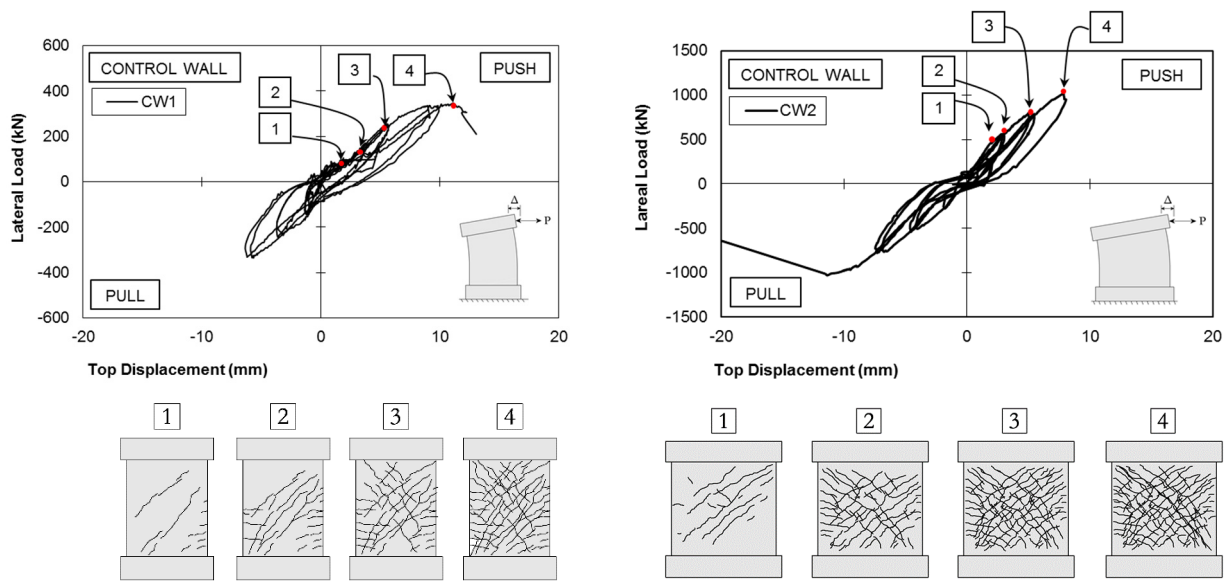 600
400
200
0
-200
-400
-600
-20
-10
0
10
20
Lateral Load (kN)
Top Displacement (mm)
CONTROL WALL
CW1
PUSH
PULL
1
2
3
4
Δ
P
1
2
3
4
1500
1000
500
0
-500
-1000
-1500
-20
-10
0
10
20
Lareal Load (kN)
Top Displacement (mm)
CONTROL WALL
CW2
PUSH
PULL
1
2
3
4
Δ
P
1
2
3
4